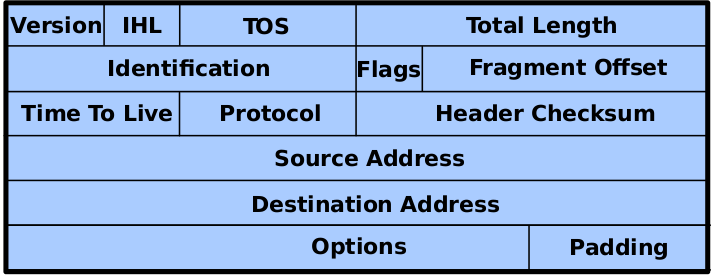 Version IHL TOS Total Length
Identification Flags Fragment Offset
Time To Live Protocol Header Checksum
Source Address
Destination Address
Options Padding